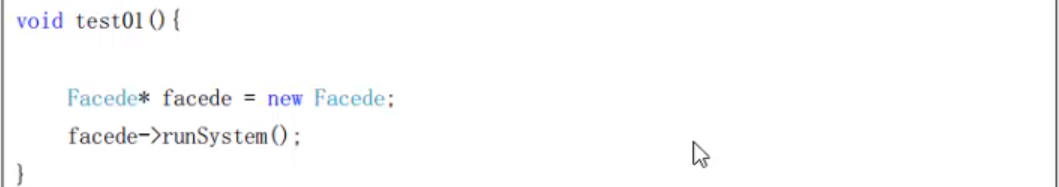 void test01(){
Facede* facede = new Facede;
facede->runSystem();
}